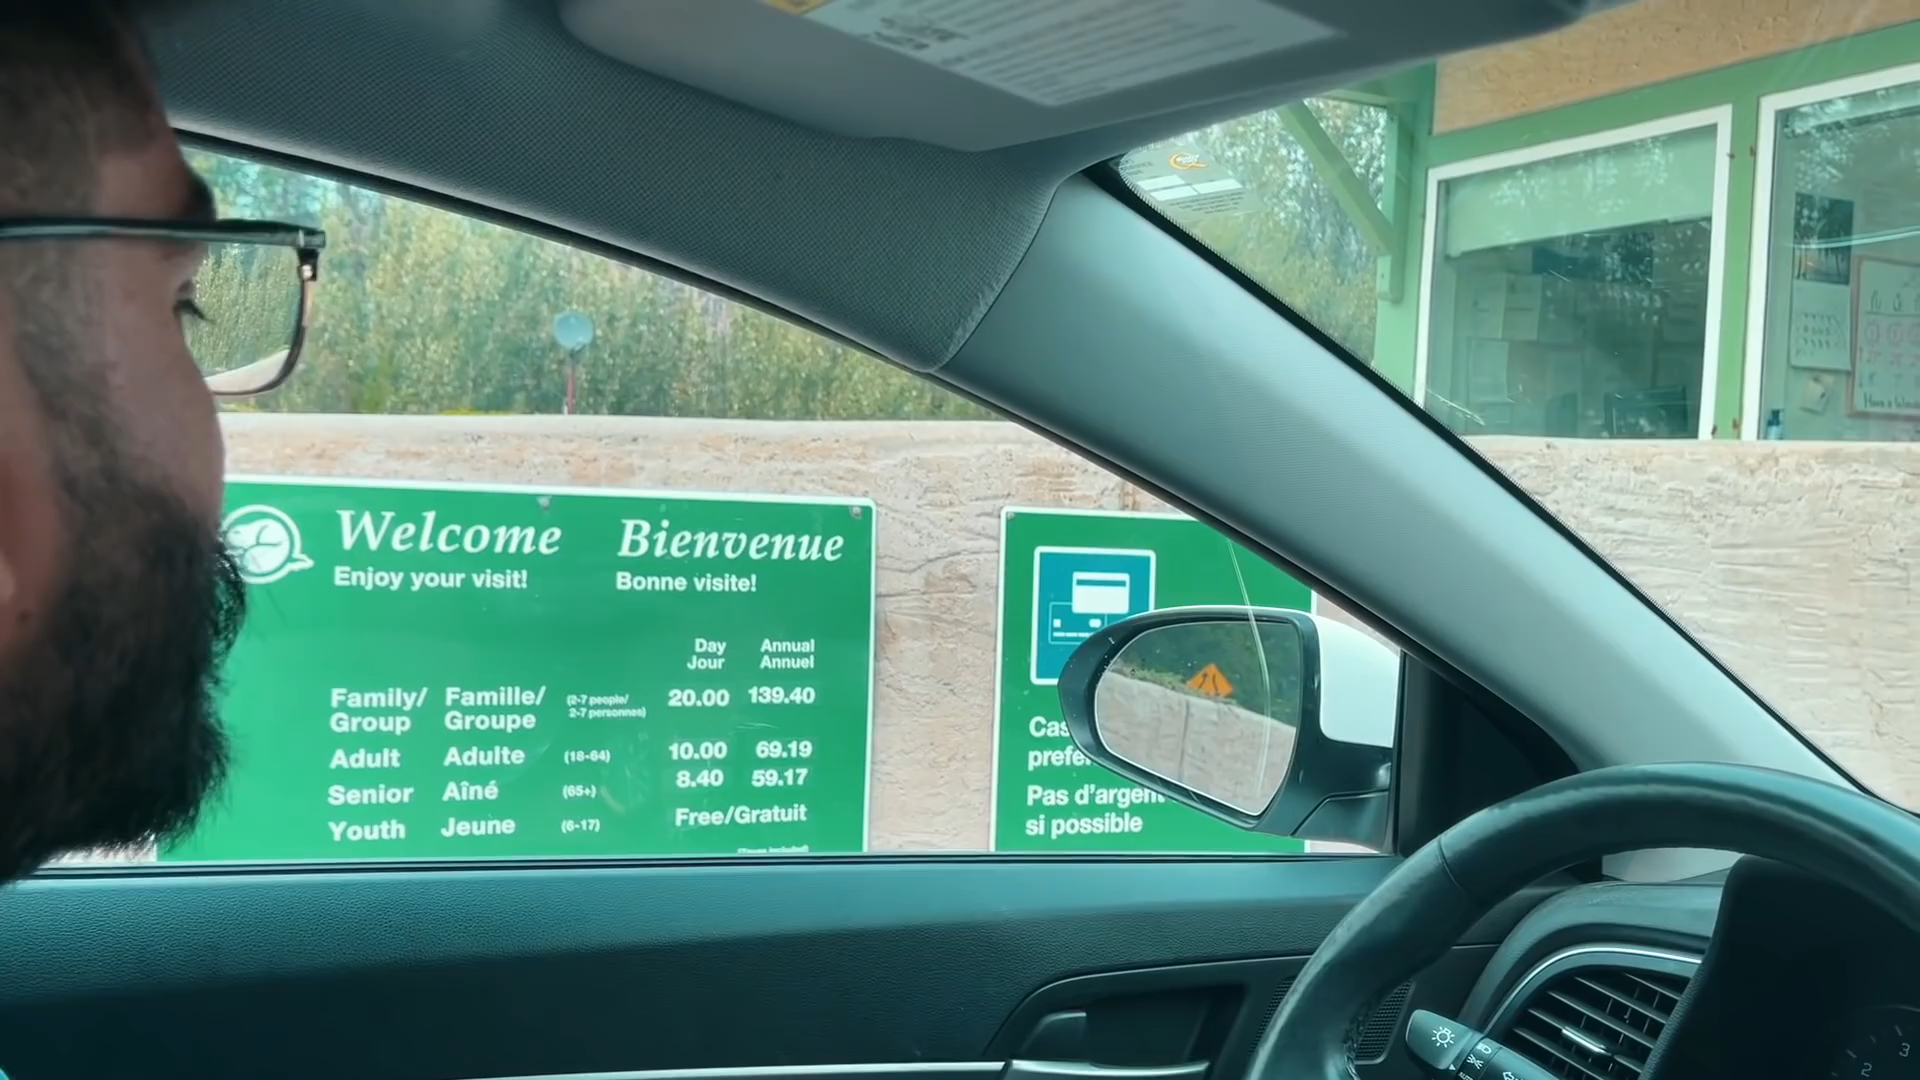 Welcome Bienvenue
Enjoy your visit! Bonne visite!
Day Annual
Jour Annuel
Family/ Famille/ (2-7 people/ 20.00 139.40
Group Groupe 2-7 personnes)
Adult Adulte (18-64) 10.00 69.19
Senior Aîné (65+) 8.40 59.17
Youth Jeune (6-17) Free/Gratuit
Pas d'argent
si possible
2
3